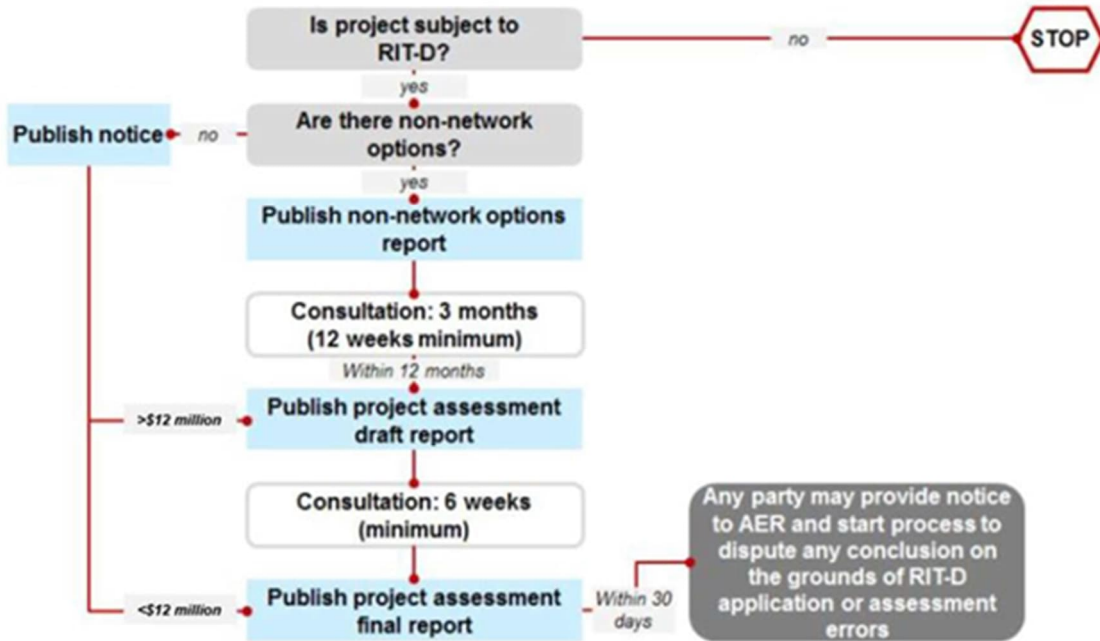 Is project subject to
RIT-D?
no
STOP
yes
Publish notice
no
Are there non-network
options?
yes
Publish non-network options
report
Consultation: 3 months
(12 weeks minimum)
Within 12 months
>$12 million
Publish project assessment
draft report
Consultation: 6 weeks
(minimum)
<$12 million
Publish project assessment
final report
Within 30
days
Any party may provide notice
to AER and start process to
dispute any conclusion on
the grounds of RIT-D
application or assessment
errors